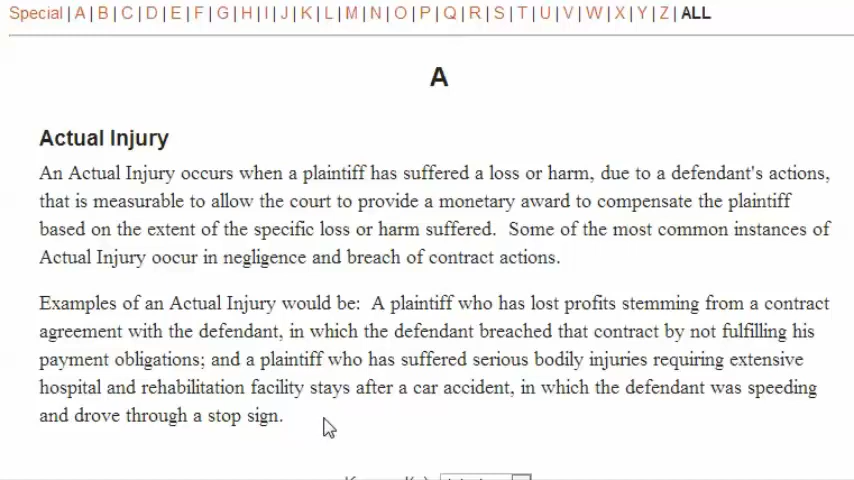 Special | A | B | C | D | E | F | G | H | I | J | K | L | M | N | O | P | Q | R | S | T | U | V | W | X | Y | Z | ALL
A
Actual Injury
An Actual Injury occurs when a plaintiff has suffered a loss or harm, due to a defendant's actions,
that is measurable to allow the court to provide a monetary award to compensate the plaintiff
based on the extent of the specific loss or harm suffered.  Some of the most common instances of
Actual Injury occur in negligence and breach of contract actions.
Examples of an Actual Injury would be:  A plaintiff who has lost profits stemming from a contract
agreement with the defendant, in which the defendant breached that contract by not fulfilling his
payment obligations; and a plaintiff who has suffered serious bodily injuries requiring extensive
hospital and rehabilitation facility stays after a car accident, in which the defendant was speeding
and drove through a stop sign.